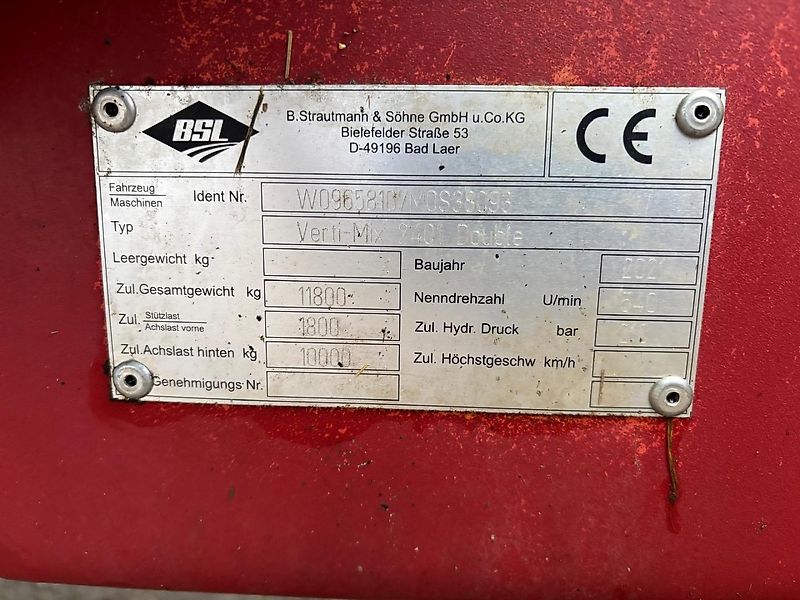 BSL
B.Strautmann & Söhne GmbH u.Co.KG
Bielefelder Straße 53
D-49196 Bad Laer
CE
Fahrzeug
Maschinen
Ident Nr.
Typ Verti-Mix Double
Leergewicht kg
Zul.Gesamtgewicht kg 11800
Zul. Stützlast
Achslast vorne 1800
Zul.Achslast hinten kg 10000
Genehmigungs Nr.
Baujahr
Nenndrehzahl U/min 540
Zul. Hydr. Druck bar
Zul. Höchstgeschw km/h